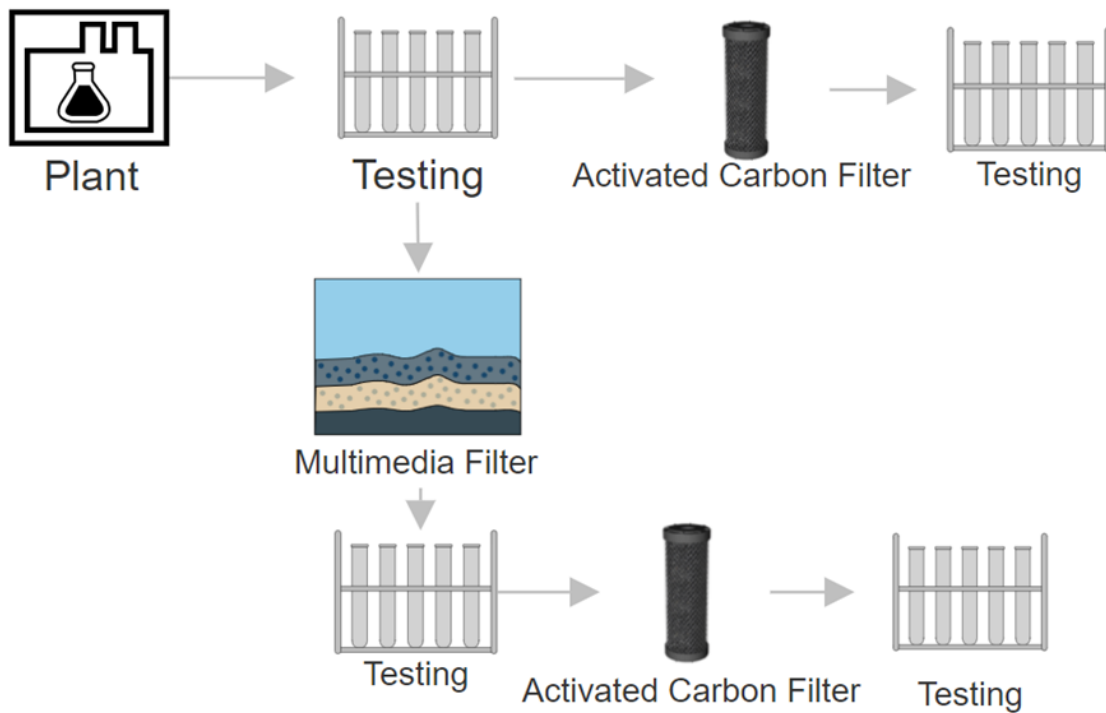 Plant
Testing
Activated Carbon Filter
Testing
Multimedia Filter
Testing
Activated Carbon Filter
Testing